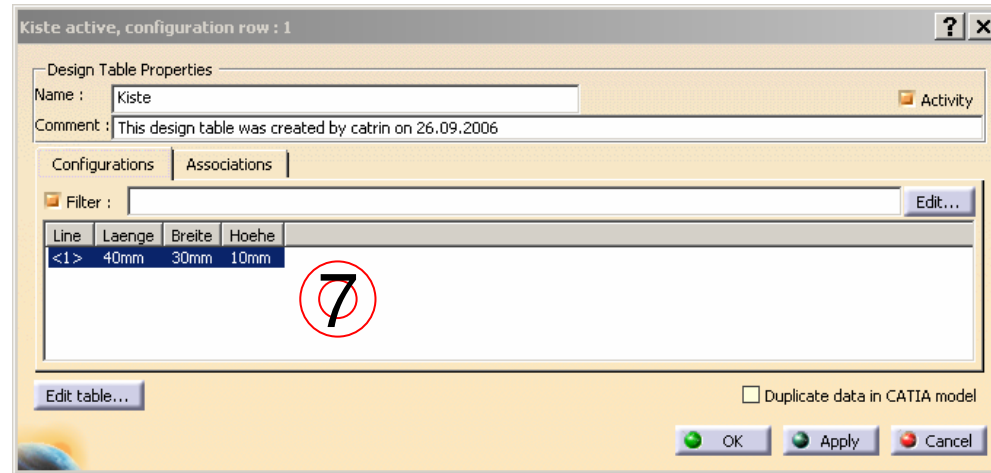 Kiste active, configuration row : 1
? x
Design Table Properties
Name : Kiste
Activity
Comment : This design table was created by catrin on 26.09.2006
Configurations Associations
Filter : Edit...
Line Laenge Breite Hoehe
<1> 40mm 30mm 10mm
7
Edit table... Duplicate data in CATIA model
OK Apply Cancel